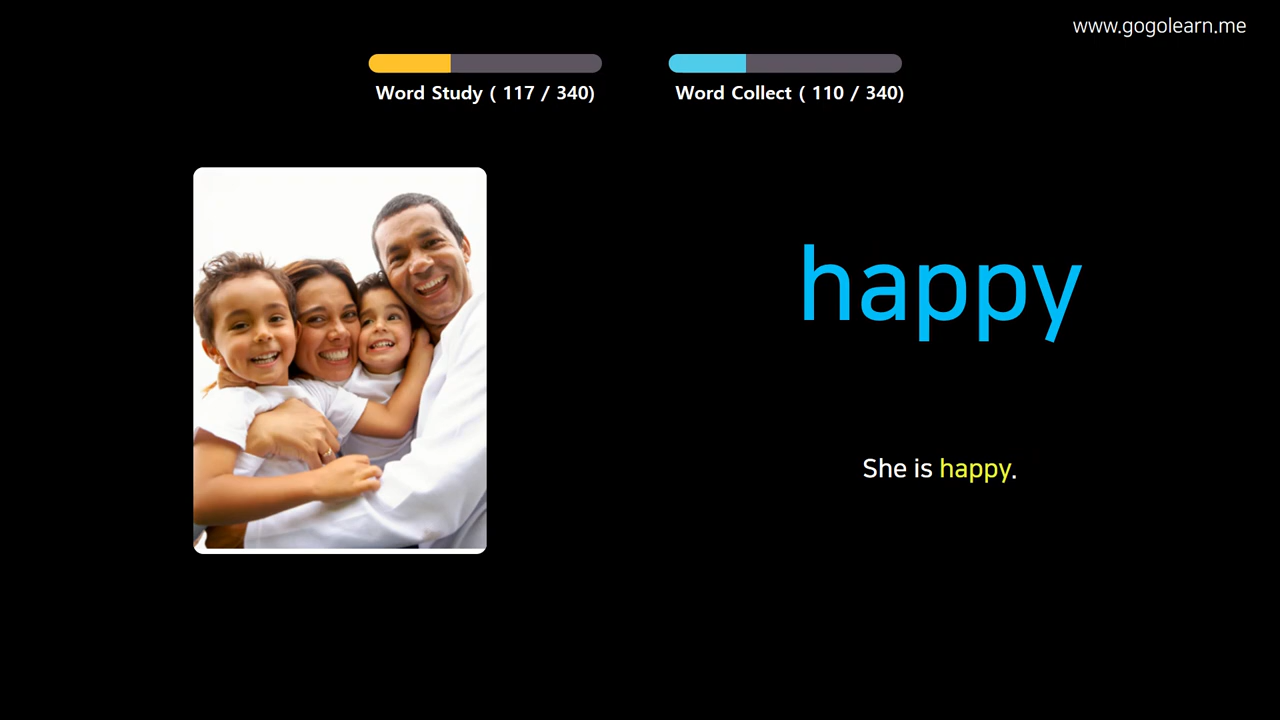 www.gogolearn.me
Word Study ( 117 / 340)
Word Collect ( 110 / 340)
happy
She is happy.